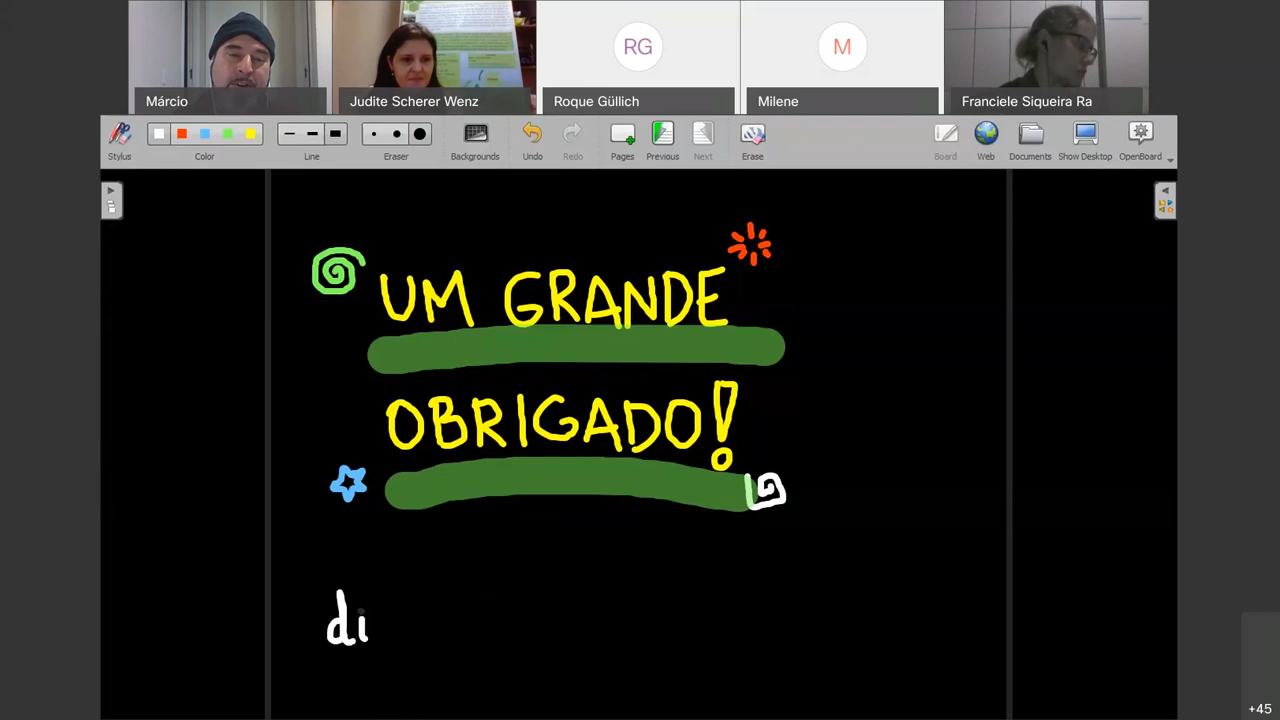 RG
M
Márcio
Judite Scherer Wenz
Roque Güllich
Milene
Franciele Siqueira Ra
Stylus
Color
Line
Eraser
Backgrounds
Undo
Redo
Pages
Previous
Next
Erase
Board
Web
Documents
Show Desktop
OpenBoard
UM GRANDE
OBRIGADO!
di
+45